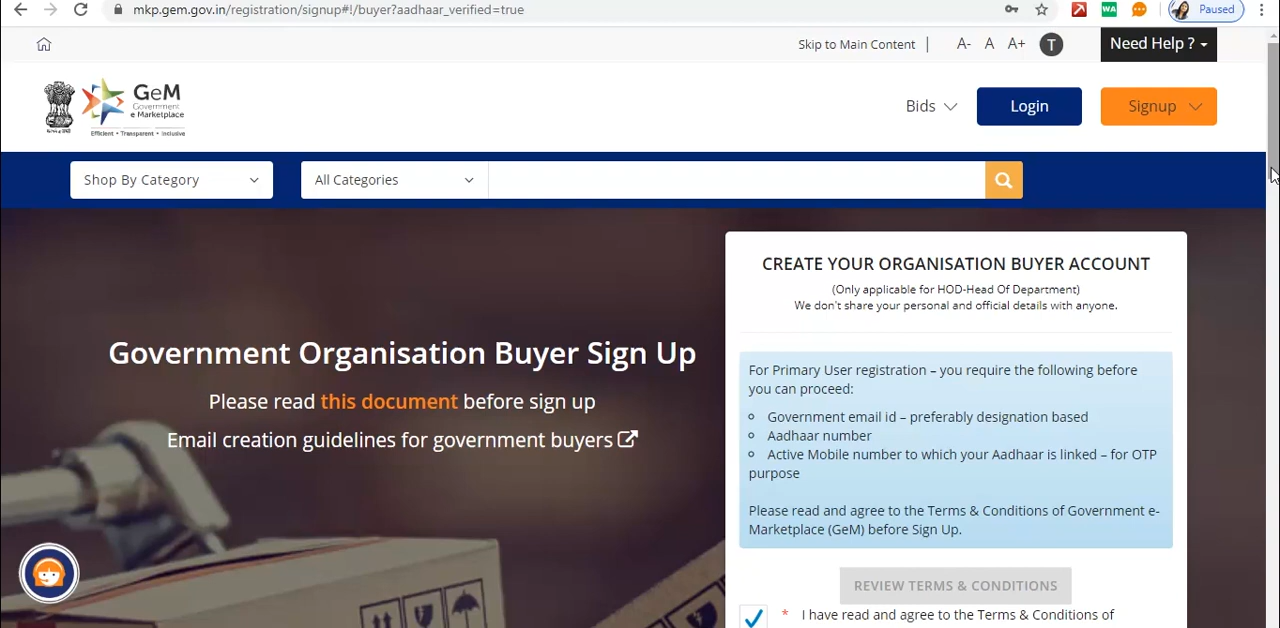 mkp.gem.gov.in/registration/signup#!/buyer?aadhaar_verified=true
WA
Paused
Skip to Main Content | A- A A+ T Need Help ?
GeM
Government
e Marketplace
Efficient • Transparent • Inclusive
Bids Login Signup
Shop By Category All Categories
CREATE YOUR ORGANISATION BUYER ACCOUNT
(Only applicable for HOD-Head Of Department)
We don't share your personal and official details with anyone.
Government Organisation Buyer Sign Up
Please read this document before sign up
Email creation guidelines for government buyers
For Primary User registration – you require the following before
you can proceed:
Government email id – preferably designation based
Aadhaar number
Active Mobile number to which your Aadhaar is linked – for OTP
purpose
Please read and agree to the Terms & Conditions of Government e-
Marketplace (GeM) before Sign Up.
REVIEW TERMS & CONDITIONS
* I have read and agree to the Terms & Conditions of